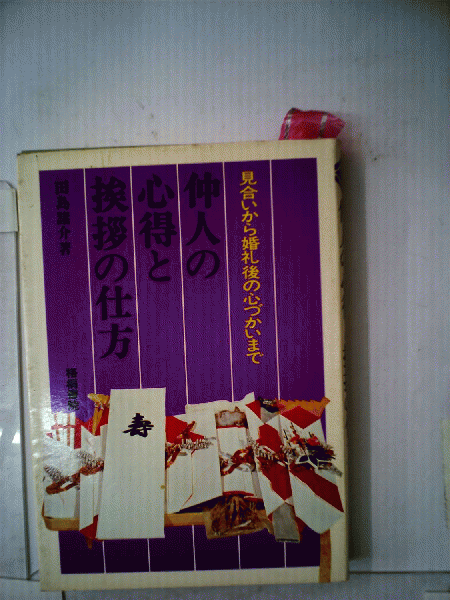 見合いから婚礼後の心づかいまで
仲人の
心得と
挨拶の仕方
著
寿